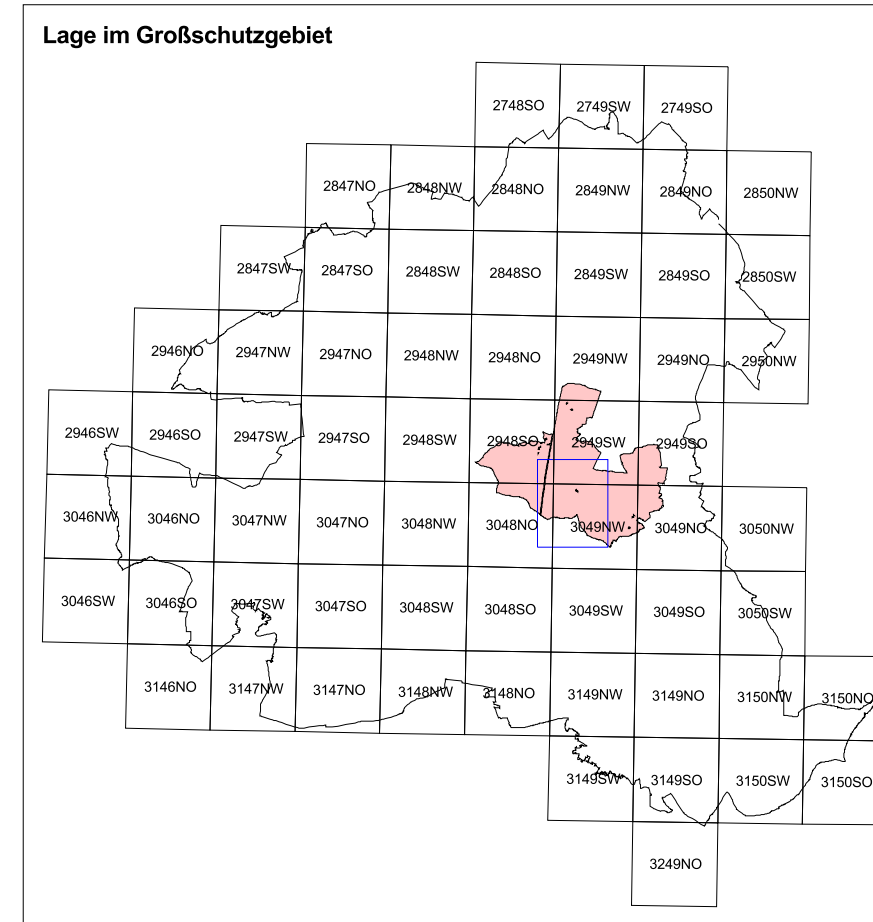 Lage im Großschutzgebiet
2748SO 2749SW 2749SO
2847NO 2848NW 2848NO 2849NW 2849NO 2850NW
2847SW 2847SO 2848SW 2848SO 2849SW 2849SO 2850SW
2946NO 2947NW 2947NO 2948NW 2948NO 2949NW 2949NO 2950NW
2946SW 2946SO 2947SW 2947SO 2948SW 2948SO 2949SW 2949SO
3046NW 3046NO 3047NW 3047NO 3048NW 3048NO 3049NW 3049NO 3050NW
3046SW 3046SO 3047SW 3047SO 3048SW 3048SO 3049SW 3049SO 3050SW
3146NO 3147NW 3147NO 3148NW 3148NO 3149NW 3149NO 3150NW 3150NO
3149SW 3149SO 3150SW 3150SO
3249NO